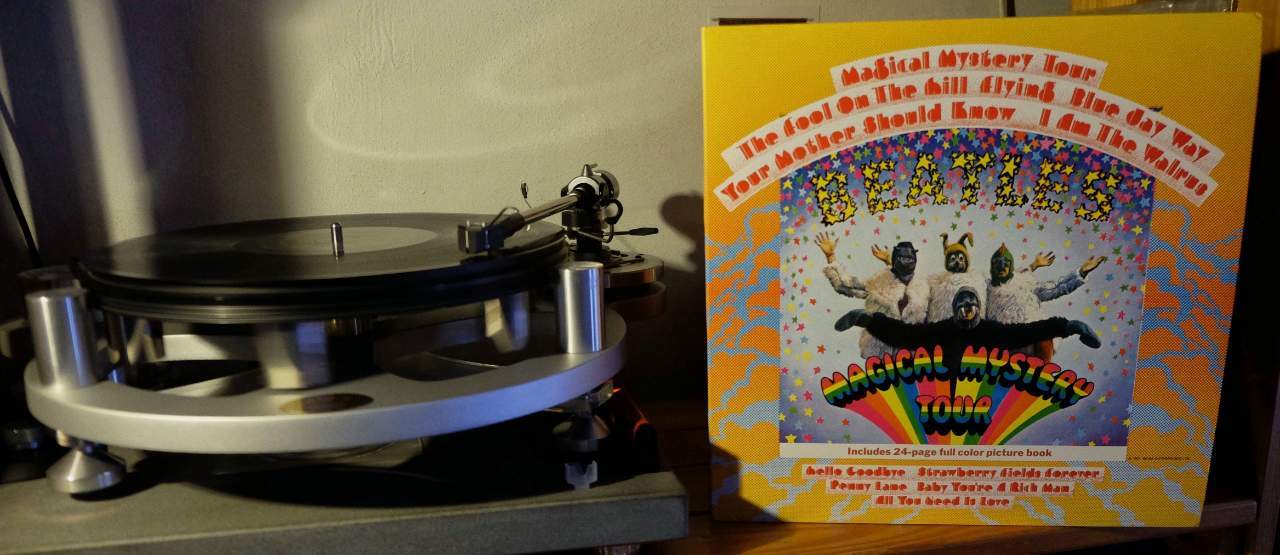 Magical Mystery Tour
The Fool On The Hill Flying Blue Jay Way
Your Mother Should Know I Am The Walrus
BEATLES
MAGICAL MYSTERY
TOUR
Includes 24-page full color picture book
Hello Goodbye Strawberry Fields Forever
Penny Lane Baby You're A Rich Man
All You Need Is Love